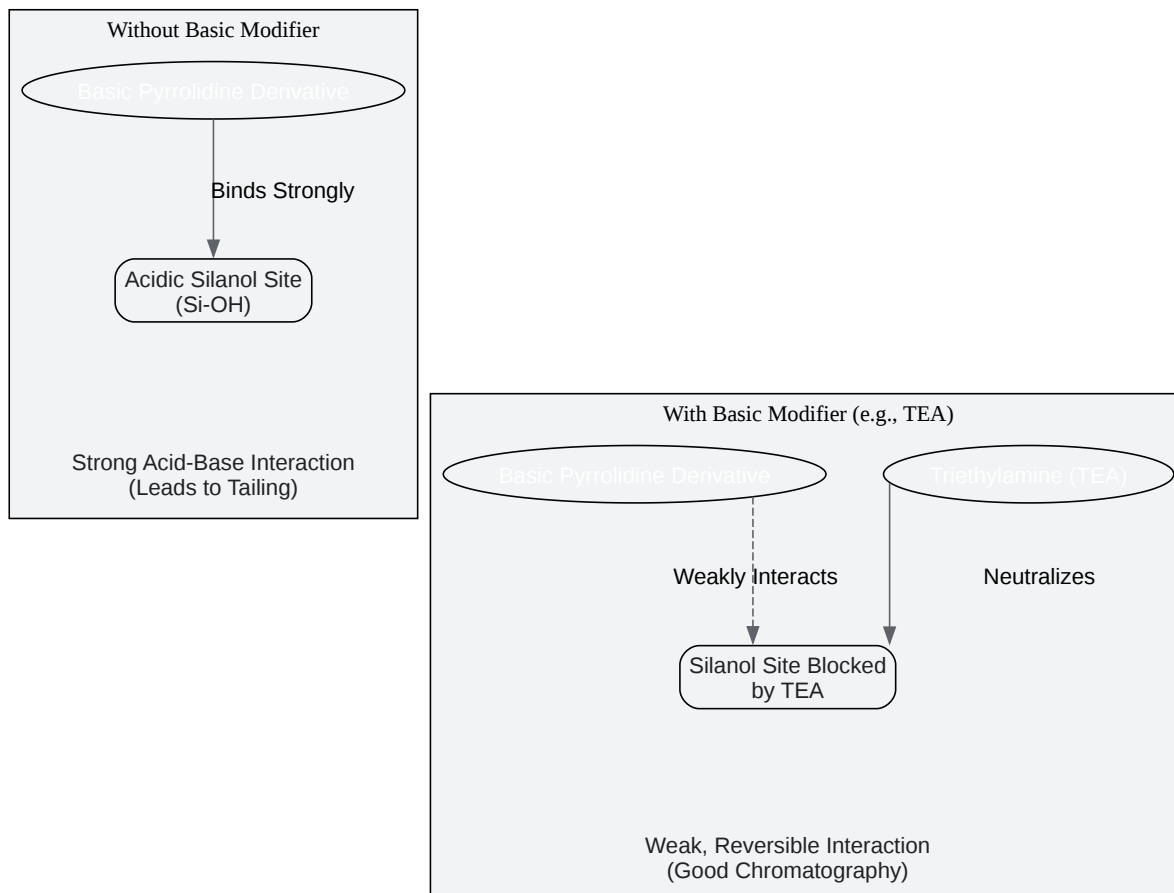 Without Basic Modifier
Basic Pyrrolidine Derivative
Binds Strongly
Acidic Silanol Site
(Si-OH)
Strong Acid-Base Interaction
(Leads to Tailing)
With Basic Modifier (e.g., TEA)
Basic Pyrrolidine Derivative
Triethylamine (TEA)
Weakly Interacts
Neutralizes
Silanol Site Blocked
by TEA
Weak, Reversible Interaction
(Good Chromatography)